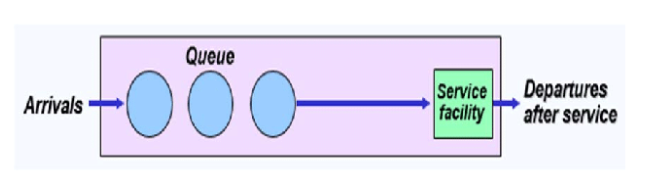 Queue
Arrivals
Service
facility
Departures
after service